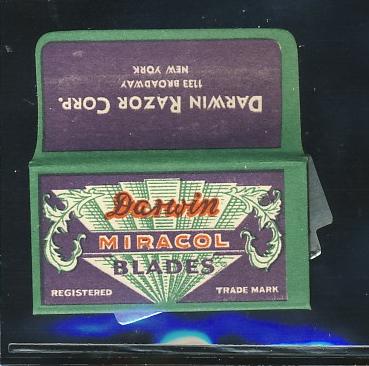 DARWIN RAZOR CORP.
1133 BROADWAY
NEW YORK
Darwin
MIRACOL
BLADES
REGISTERED TRADE MARK